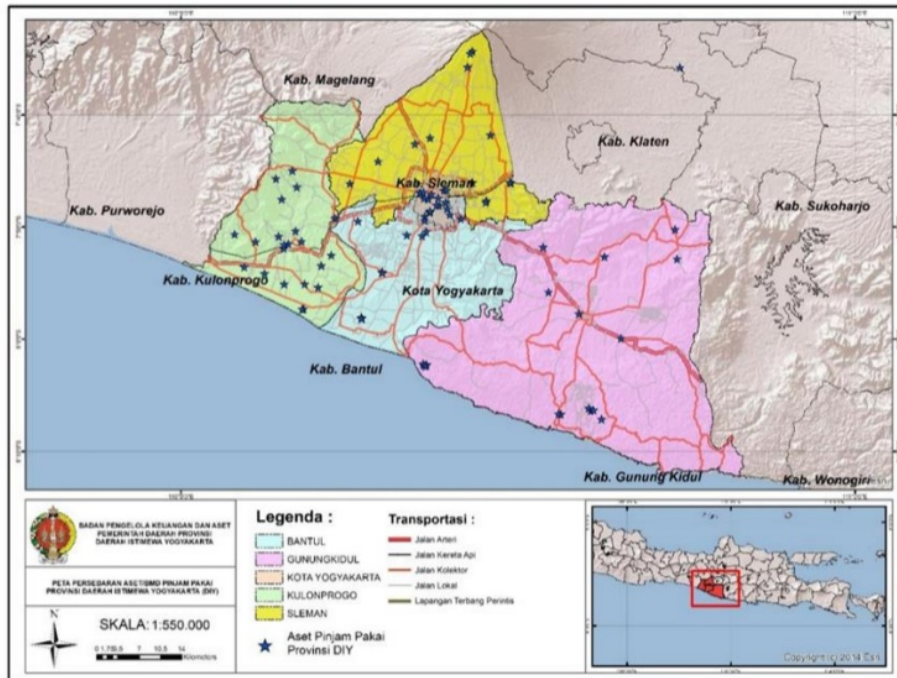 Kab. Magelang
Kab. Klaten
Kab. Sleman
Kab. Sukoharjo
Kab. Purworejo
Kab. Kulonprogo
Kota Yogyakarta
Kab. Bantul
Kab. Gunung Kidul
Kab. Wonogiri
BADAN PENGELOLA KEUANGAN DAN ASET
PEMERINTAH DAERAH PROVINSI
DAERAH ISTIMEWA YOGYAKARTA
PETA PERSEBARAN ASET/BMD PINJAM PAKAI
PROVINSI DAERAH ISTIMEWA YOGYAKARTA (DIY)
N
SKALA: 1:550.000
10,5 14
Kilometers
Legenda :
BANTUL
GUNUNGKIDUL
KOTA YOGYAKARTA
KULONPROGO
SLEMAN
Aset Pinjam Pakai
Provinsi DIY
Transportasi :
Jalan Arteri
Jalan Kereta Api
Jalan Kolektor
Jalan Lokal
Lapangan Terbang Perintis
Copyright (c) 2014 Esri